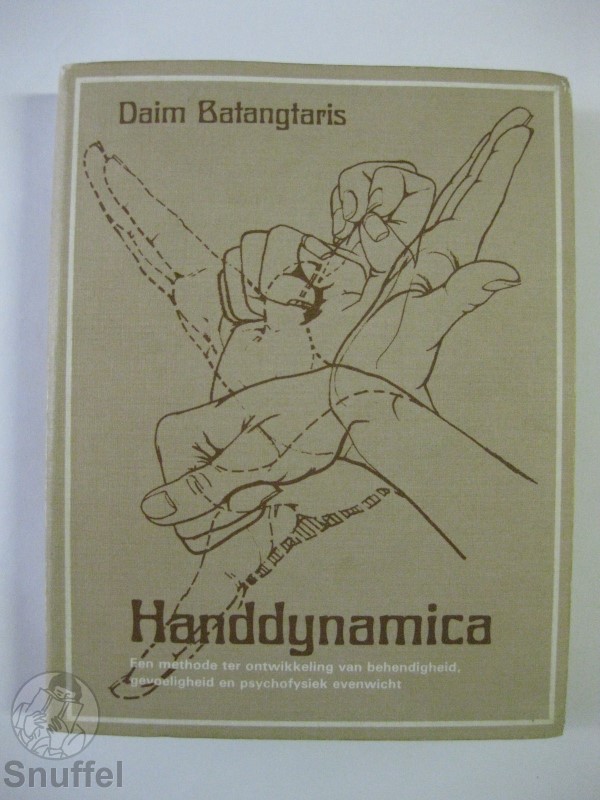 Daim Batangtaris
Handdynamica
Een methode ter ontwikkeling van behendigheid,
gevoeligheid en psychofysiek evenwicht
Snuffel